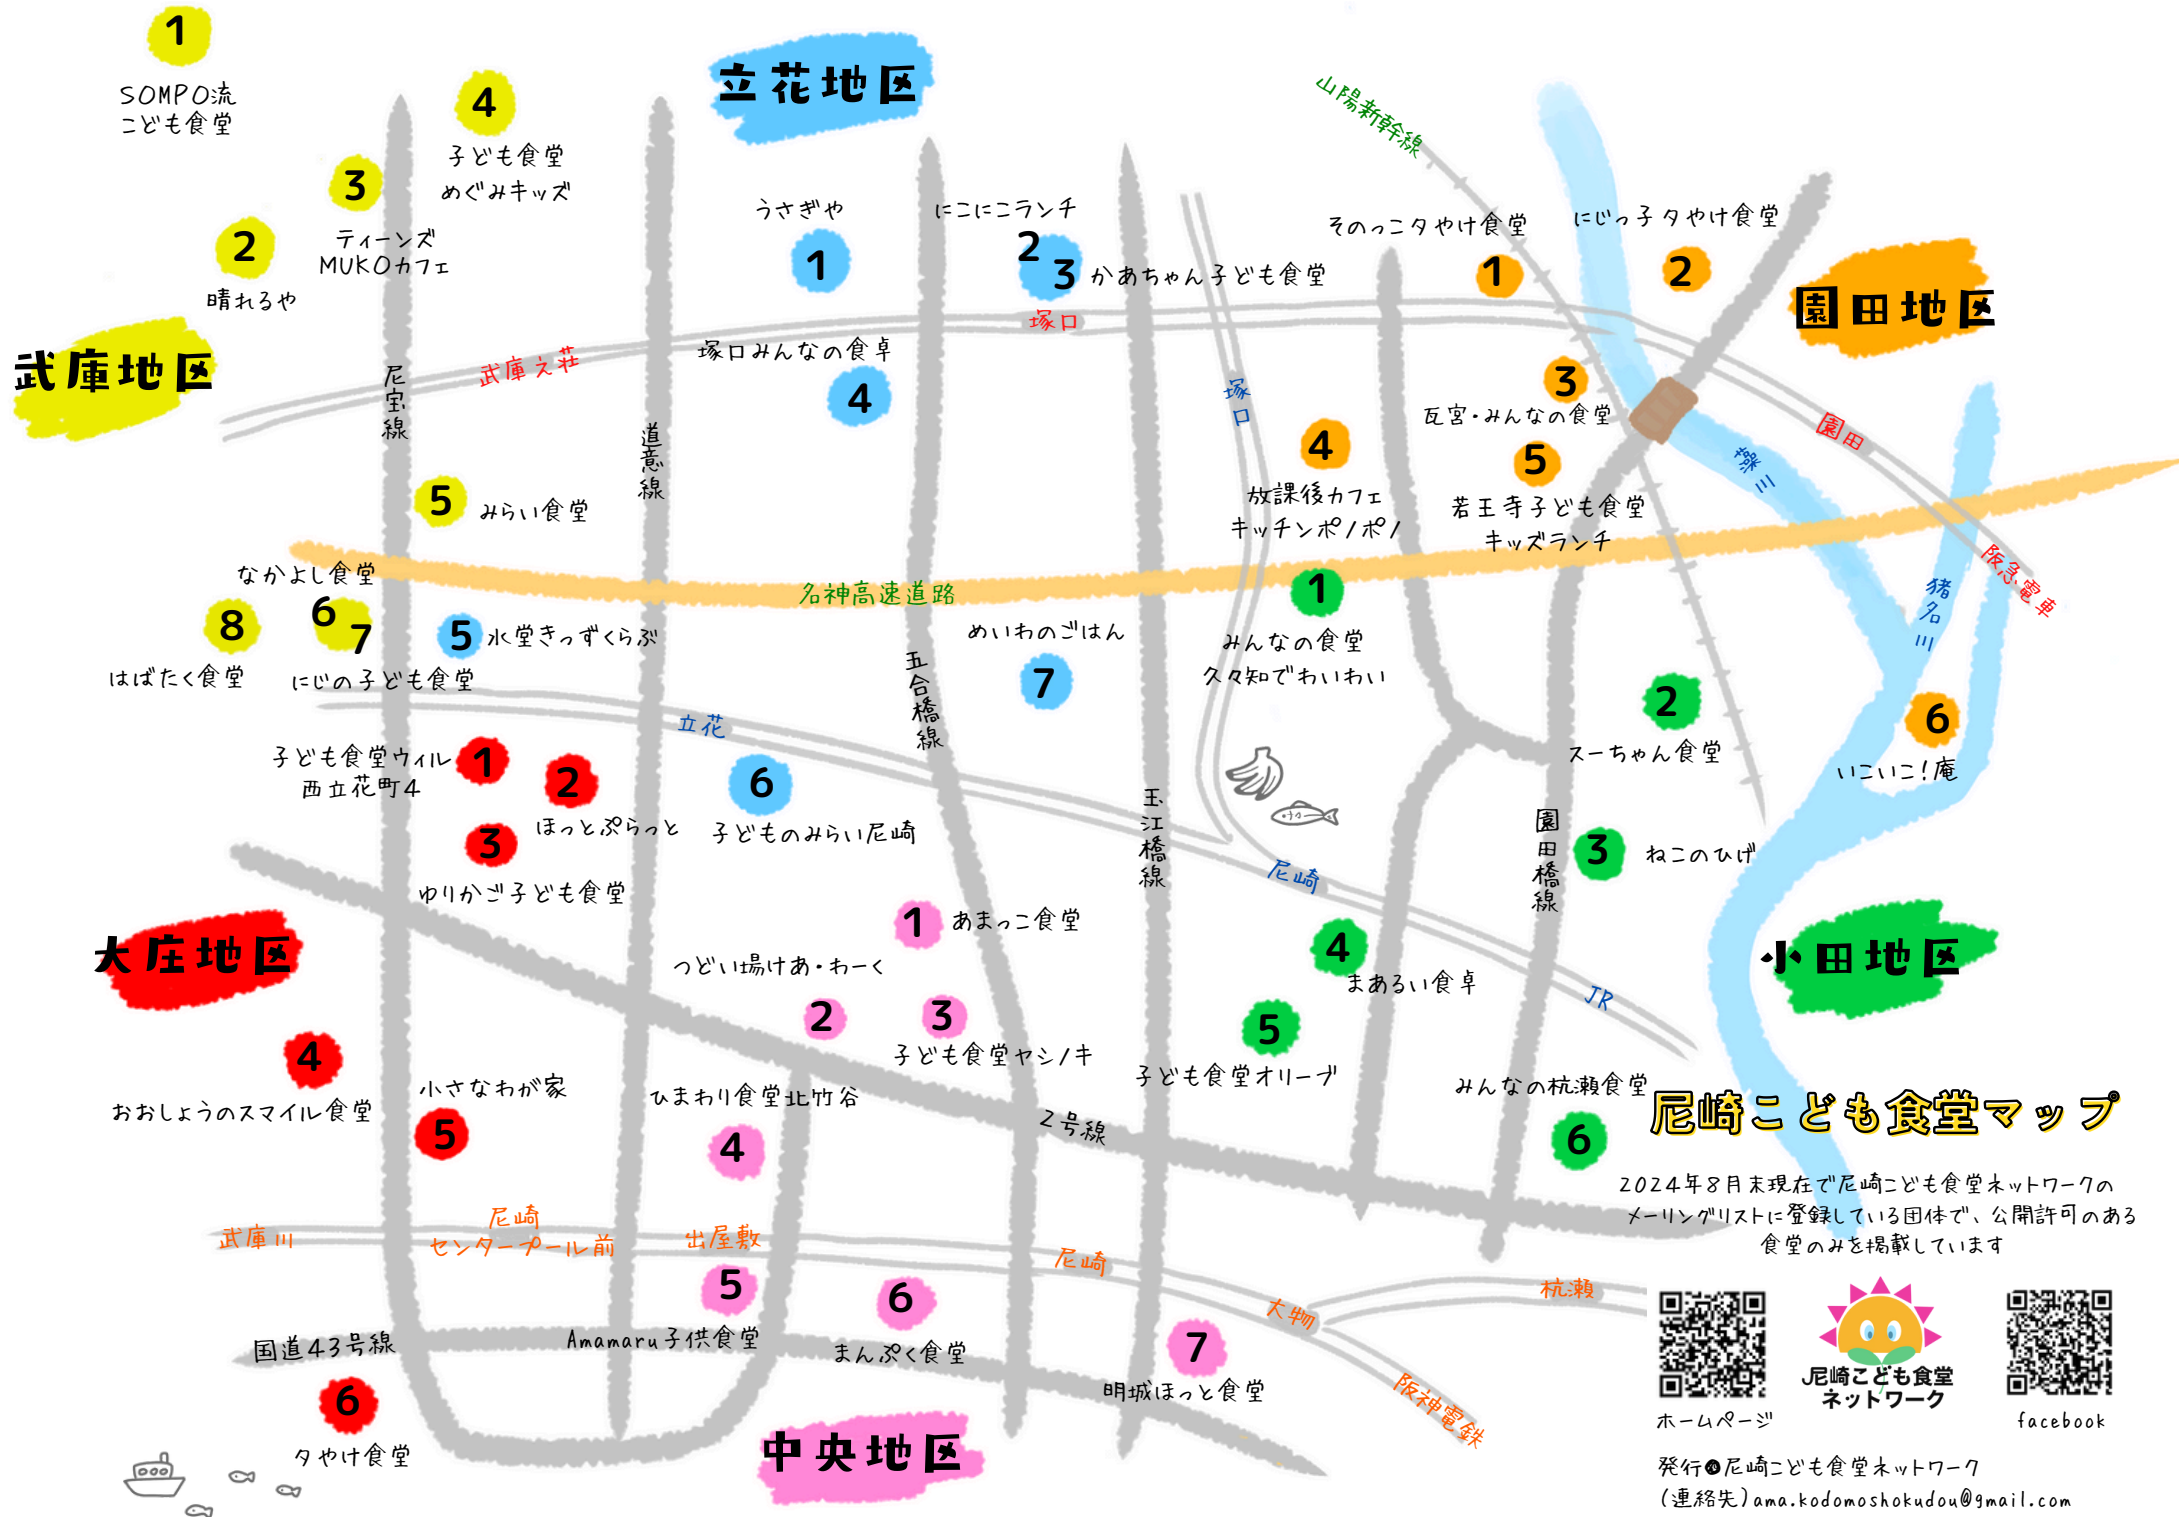 1
SOMPO流
こども食堂
4
子ども食堂
めぐみキッズ
3
ティーンズ
MUKOカフェ
2
晴れるや
武庫地区
立花地区
うさぎや
1
にこにこランチ
2
3
かあちゃん子ども食堂
塚口
塚口みんなの食卓
4
武庫之荘
尼宝線
道意線
山陽新幹線
そのっこ夕やけ食堂
1
にじっ子夕やけ食堂
2
園田地区
3
瓦宮・みんなの食堂
5
若王寺子ども食堂
キッズランチ
4
放課後カフェ
キッチンポノポノ
塚口
園田
藻川
阪急電車
猪名川
5
みらい食堂
なかよし食堂
6
7
8
はばたく食堂
にじの子ども食堂
5
水堂きっずくらぶ
名神高速道路
五合橋線
めいわのごはん
7
1
みんなの食堂
久々知でわいわい
2
スーちゃん食堂
6
いこいこ!庵
立花
子ども食堂ウィル
西立花町4
1
2
ほっとぷらっと
3
ゆりかご子ども食堂
6
子どものみらい尼崎
玉江橋線
尼崎
園田橋線
3
ねこのひげ
大庄地区
小田地区
1
あまっこ食堂
つどい場けあ・わーく
2
3
子ども食堂ヤシノキ
4
まあるい食卓
5
子ども食堂オリーブ
JR
4
おおしょうのスマイル食堂
小さなわが家
5
ひまわり食堂北竹谷
4
2号線
みんなの杭瀬食堂
6
尼崎こども食堂マップ
2024年8月末現在で尼崎こども食堂ネットワークの
メーリングリストに登録している団体で、公開許可のある
食堂のみを掲載しています
武庫川
尼崎
センタープール前
出屋敷
尼崎
大物
杭瀬
阪神電鉄
国道43号線
5
Amamaru子供食堂
6
まんぷく食堂
7
明城ほっと食堂
6
夕やけ食堂
中央地区
ホームページ
尼崎こども食堂
ネットワーク
facebook
発行●尼崎こども食堂ネットワーク
(連絡先)ama.kodomoshokudou@gmail.com